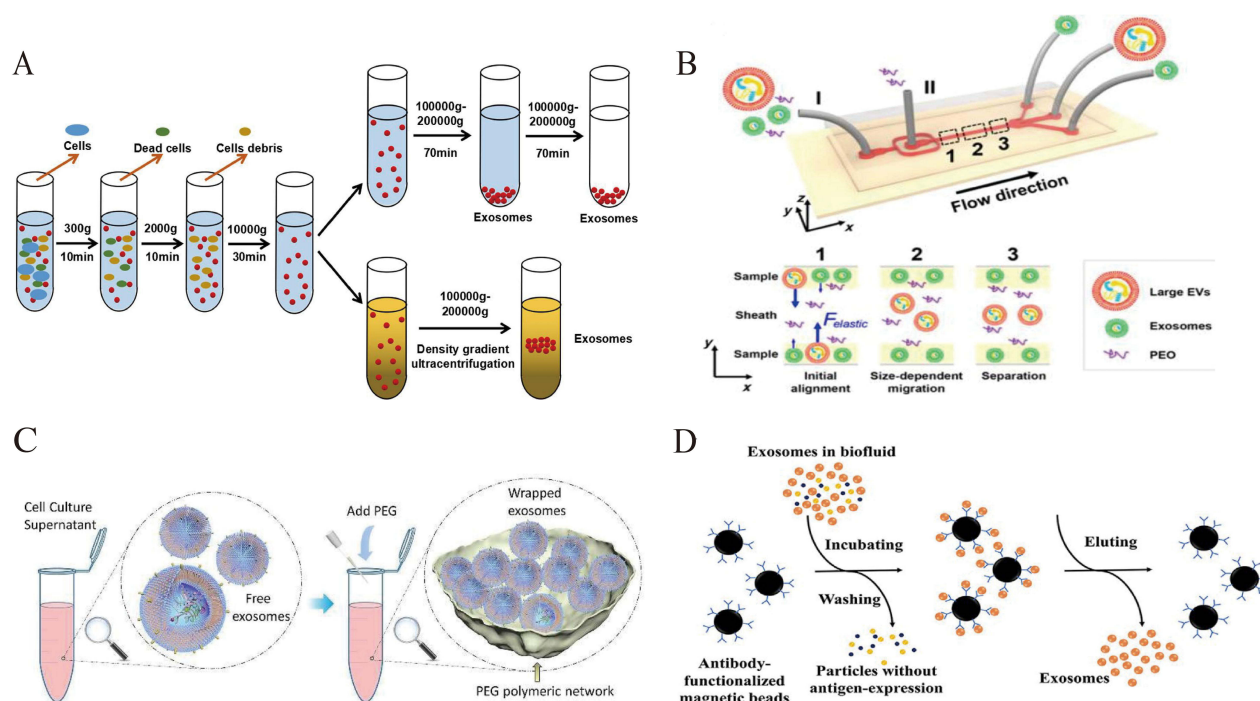 A
Cells
Dead cells
Cells debris
300g
10min
2000g
10min
10000g
30min
100000g-
200000g
70min
100000g-
200000g
70min
Exosomes
Exosomes
100000g-
200000g
Density gradient
ultracentrifugation
Exosomes
B
I
II
1
2
3
Flow direction
z
y
x
1
2
3
Sample
Sheath
Sample
Felastic
y
x
Initial
alignment
Size-dependent
migration
Separation
Large EVs
Exosomes
PEO
C
Cell Culture
Supernatant
Free
exosomes
Add PEG
Wrapped
exosomes
PEG polymeric network
D
Exosomes in biofluid
Incubating
Washing
Eluting
Antibody-
functionalized
magnetic beads
Particles without
antigen-expression
Exosomes